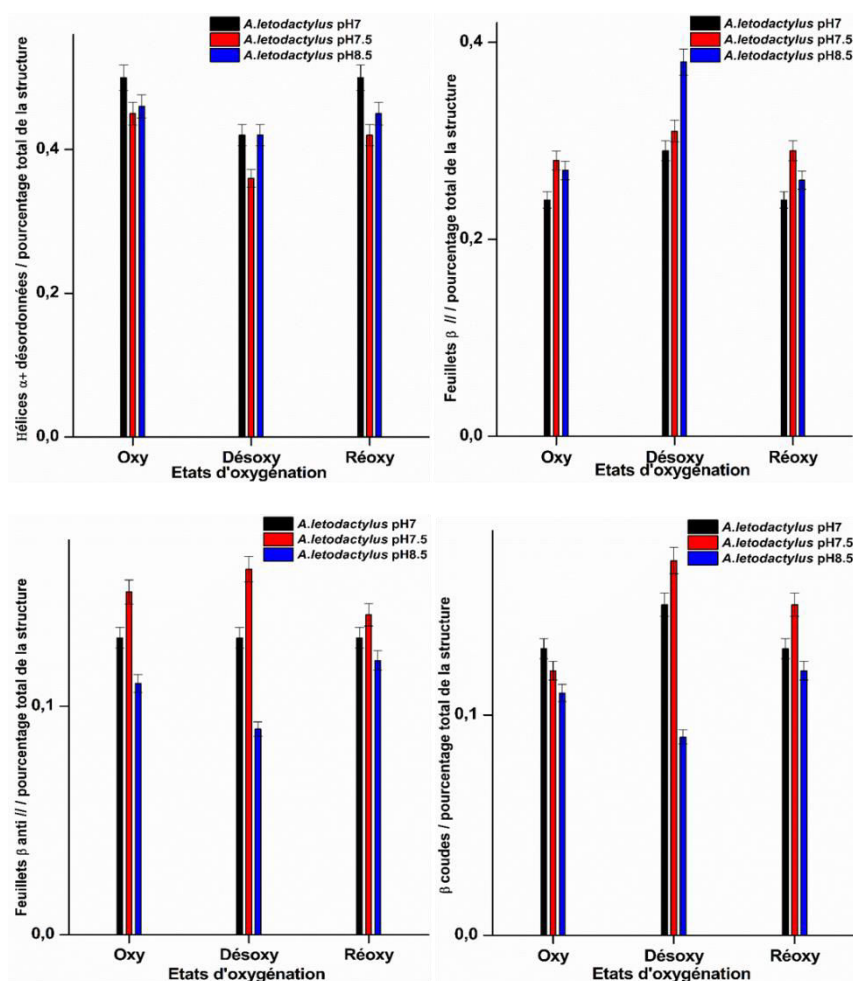 A.letodactylus pH7
A.letodactylus pH7.5
A.letodactylus pH8.5
Hélices α+ désordonnées / pourcentage total de la structure
0,4
0,2
0,0
Oxy Désoxy Réoxy
Etats d'oxygénation
A.letodactylus pH7
A.letodactylus pH7.5
A.letodactylus pH8.5
Feuillets β // / pourcentage total de la structure
0,4
0,2
0,0
Oxy Désoxy Réoxy
Etats d'oxygénation
A.letodactylus pH7
A.letodactylus pH7.5
A.letodactylus pH8.5
Feuillets β anti // / pourcentage total de la structure
0,1
0,0
Oxy Désoxy Réoxy
Etats d'oxygénation
A.letodactylus pH7
A.letodactylus pH7.5
A.letodactylus pH8.5
β coudes / pourcentage total de la structure
0,1
0,0
Oxy Désoxy Réoxy
Etats d'oxygénation